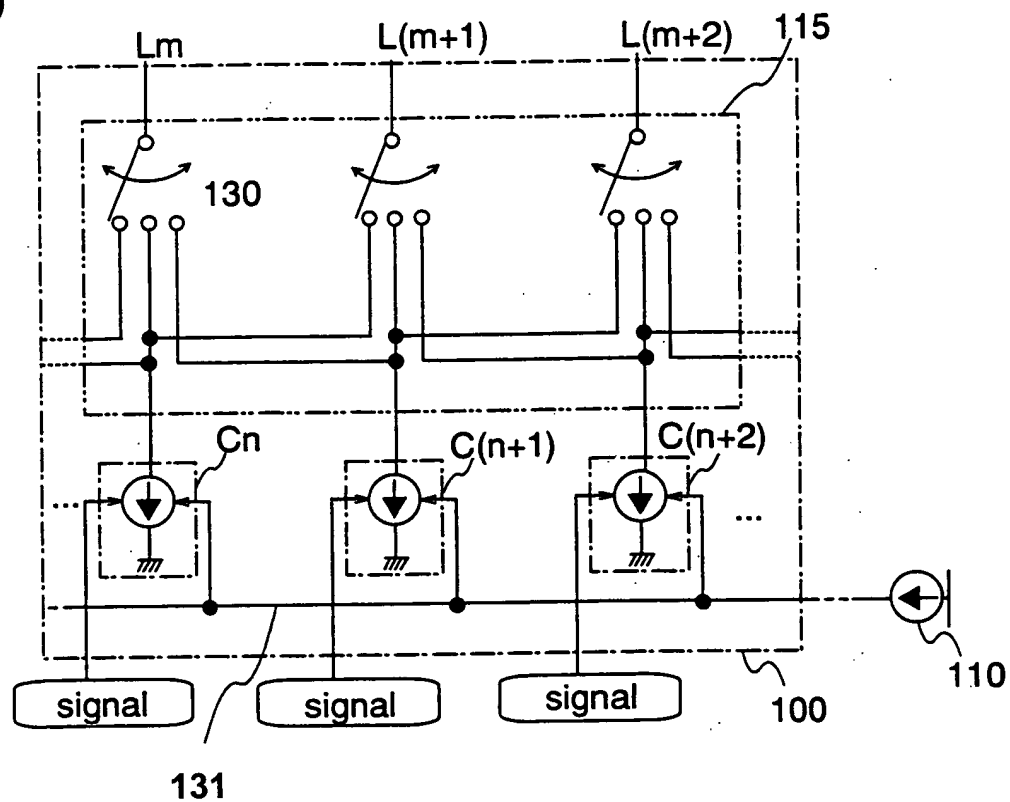 )
115
Lm
L(m+1)
L(m+2)
130
Cn
C(n+1)
C(n+2)
...
...
110
100
signal
signal
signal
131